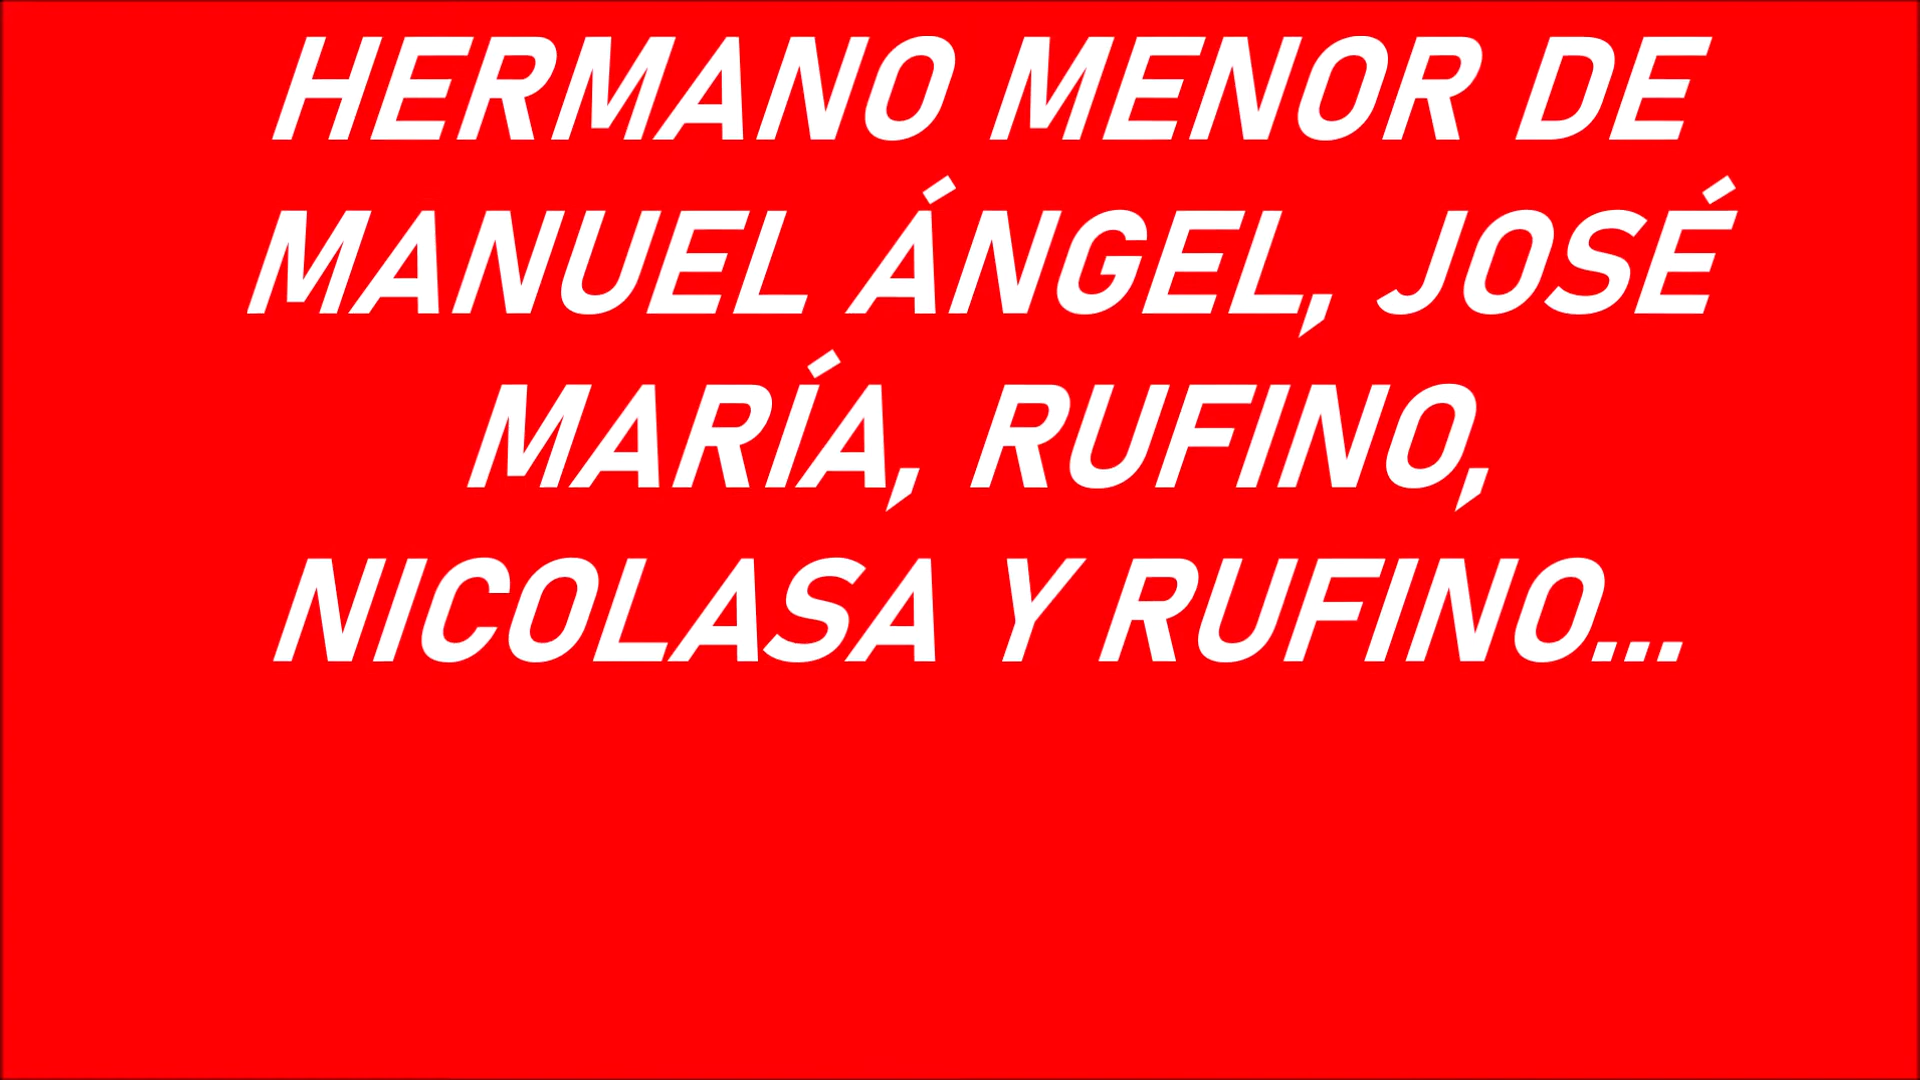 HERMANO MENOR DE
MANUEL ÁNGEL, JOSÉ
MARÍA, RUFINO,
NICOLASA Y RUFINO...